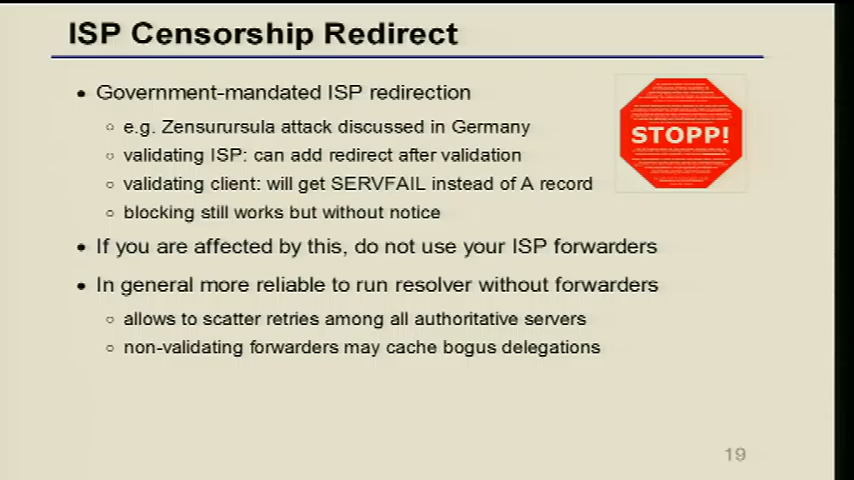 ISP Censorship Redirect
• Government-mandated ISP redirection
○ e.g. Zensurursula attack discussed in Germany
○ validating ISP: can add redirect after validation
○ validating client: will get SERVFAIL instead of A record
○ blocking still works but without notice
STOPP!
• If you are affected by this, do not use your ISP forwarders
• In general more reliable to run resolver without forwarders
○ allows to scatter retries among all authoritative servers
○ non-validating forwarders may cache bogus delegations
19